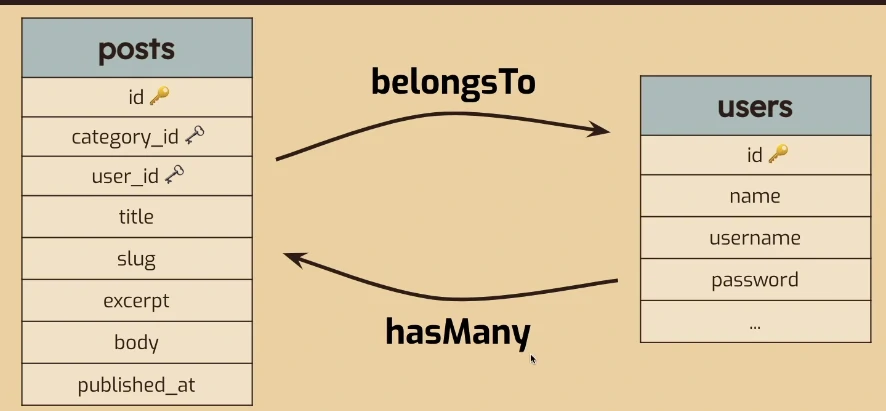 posts
id
category_id
user_id
title
slug
excerpt
body
published_at
belongsTo
hasMany
users
id
name
username
password
...